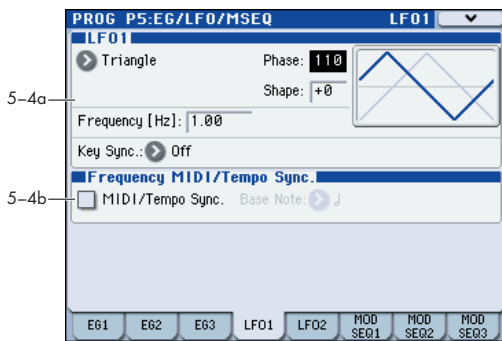 PROG P5:EG/LFO/MSEQ LFO1
LFO1
Triangle Phase: 110
Shape: +0
5-4a
Frequency [Hz]: 1.00
Key Sync.: Off
Frequency MIDI/Tempo Sync.
5-4b
MIDI/Tempo Sync. Base Note: ♩
EG1 EG2 EG3 LFO1 LFO2 MOD SEQ1 MOD SEQ2 MOD SEQ3